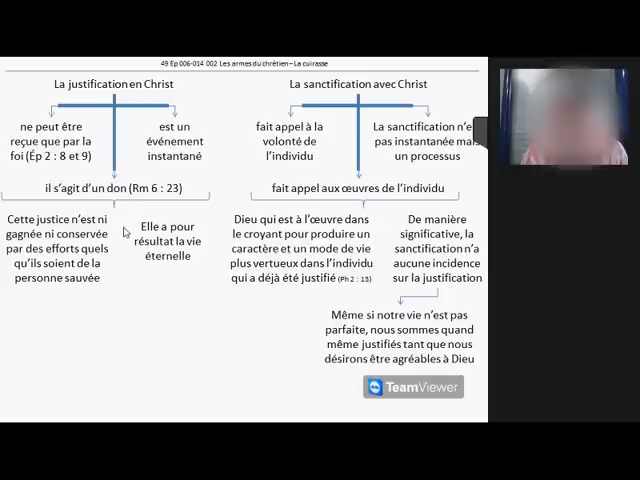 49 Ep 006-014 002 Les armes du chrétien – La cuirasse
La justification en Christ
ne peut être
reçue que par la
foi (Ép 2 : 8 et 9)
est un
événement
instantané
il s'agit d'un don (Rm 6 : 23)
Cette justice n'est ni
gagnée ni conservée
par des efforts quels
qu'ils soient de la
personne sauvée
Elle a pour
résultat la vie
éternelle
La sanctification avec Christ
fait appel à la
volonté de
l'individu
La sanctification n'e
pas instantanée mai
un processus
fait appel aux œuvres de l'individu
Dieu qui est à l'œuvre dans
le croyant pour produire un
caractère et un mode de vie
plus vertueux dans l'individu
qui a déjà été justifié (Ph 2 : 13)
De manière
significative, la
sanctification n'a
aucune incidence
sur la justification
Même si notre vie n'est pas
parfaite, nous sommes quand
même justifiés tant que nous
désirons être agréables à Dieu
TeamViewer